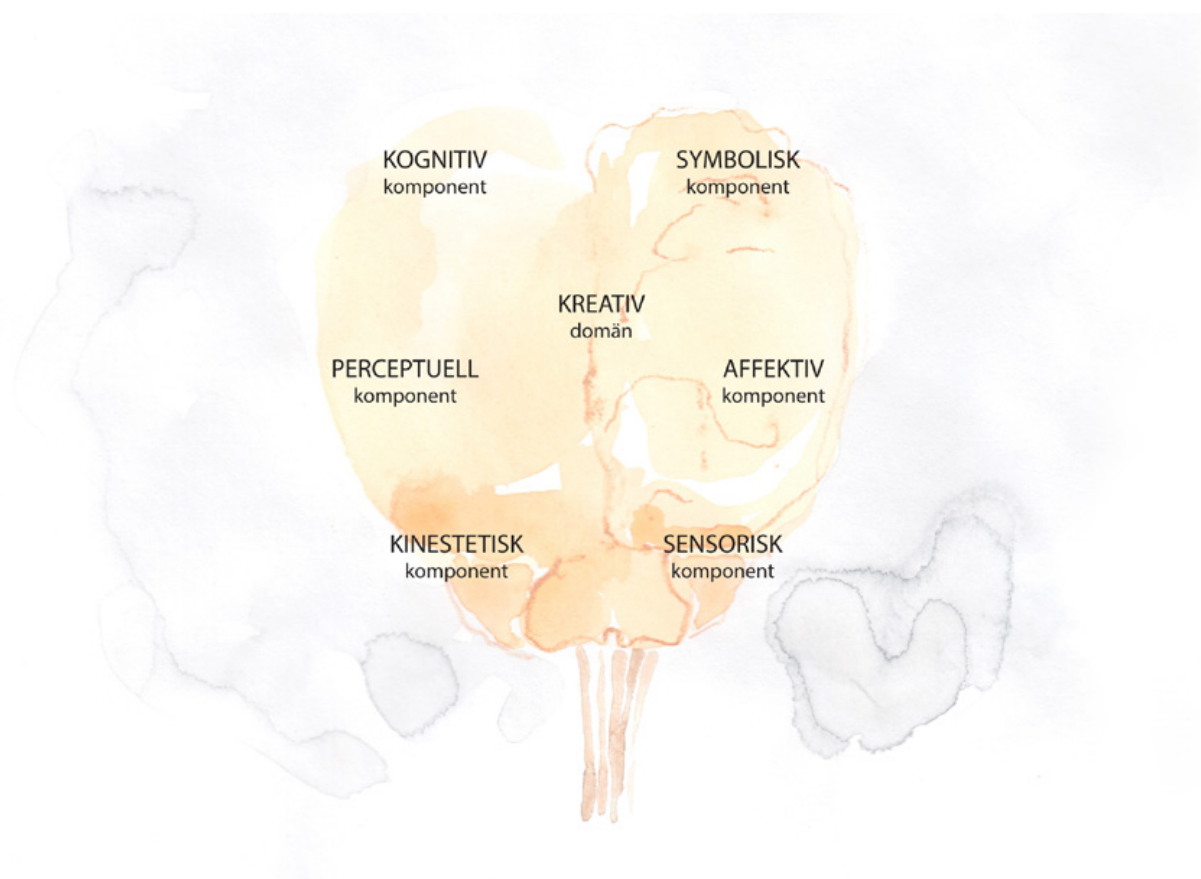 KOGNITIV
komponent
SYMBOLISK
komponent
KREATIV
domän
PERCEPTUELL
komponent
AFFEKTIV
komponent
KINESTETISK
komponent
SENSORISK
komponent